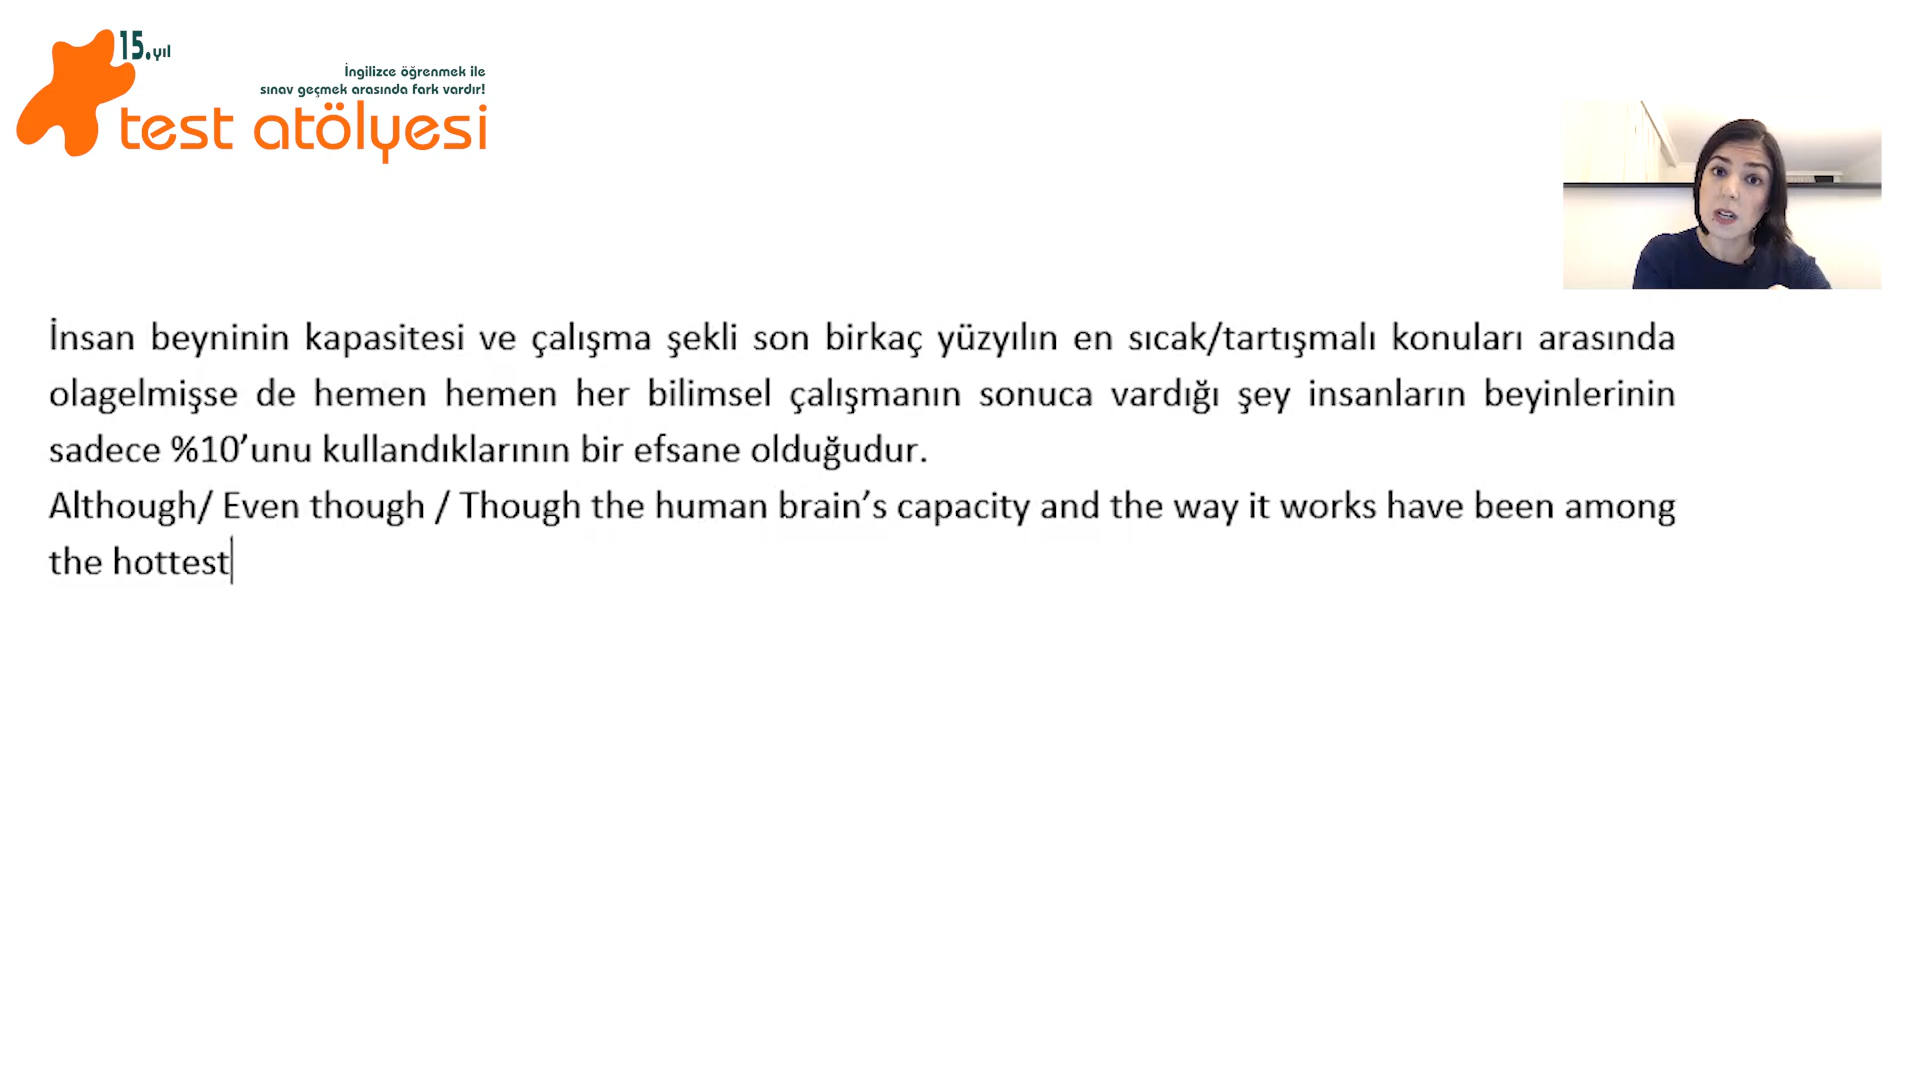 15.yıl
İngilizce öğrenmek ile
sınav geçmek arasında fark vardır!
test atölyesi
İnsan beyninin kapasitesi ve çalışma şekli son birkaç yüzyılın en sıcak/tartışmalı konuları arasında
olagelmişse de hemen hemen her bilimsel çalışmanın sonuca vardığı şey insanların beyinlerinin
sadece %10’unu kullandıklarının bir efsane olduğudur.
Although/ Even though / Though the human brain’s capacity and the way it works have been among
the hottest